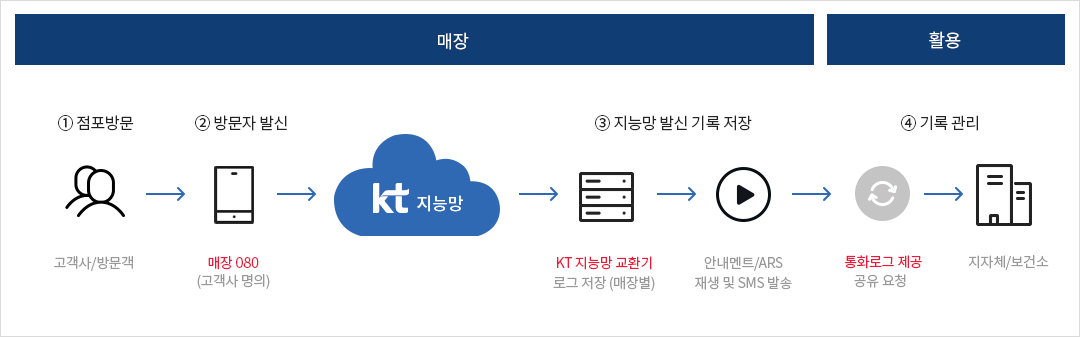 매장
활용
① 점포방문
② 방문자 발신
③ 지능망 발신 기록 저장
④ 기록 관리
kt 지능망
고객사/방문객
매장 080
(고객사 명의)
KT 지능망 교환기
로그 저장 (매장별)
안내멘트/ARS
재생 및 SMS 발송
통화로그 제공
공유 요청
지자체/보건소